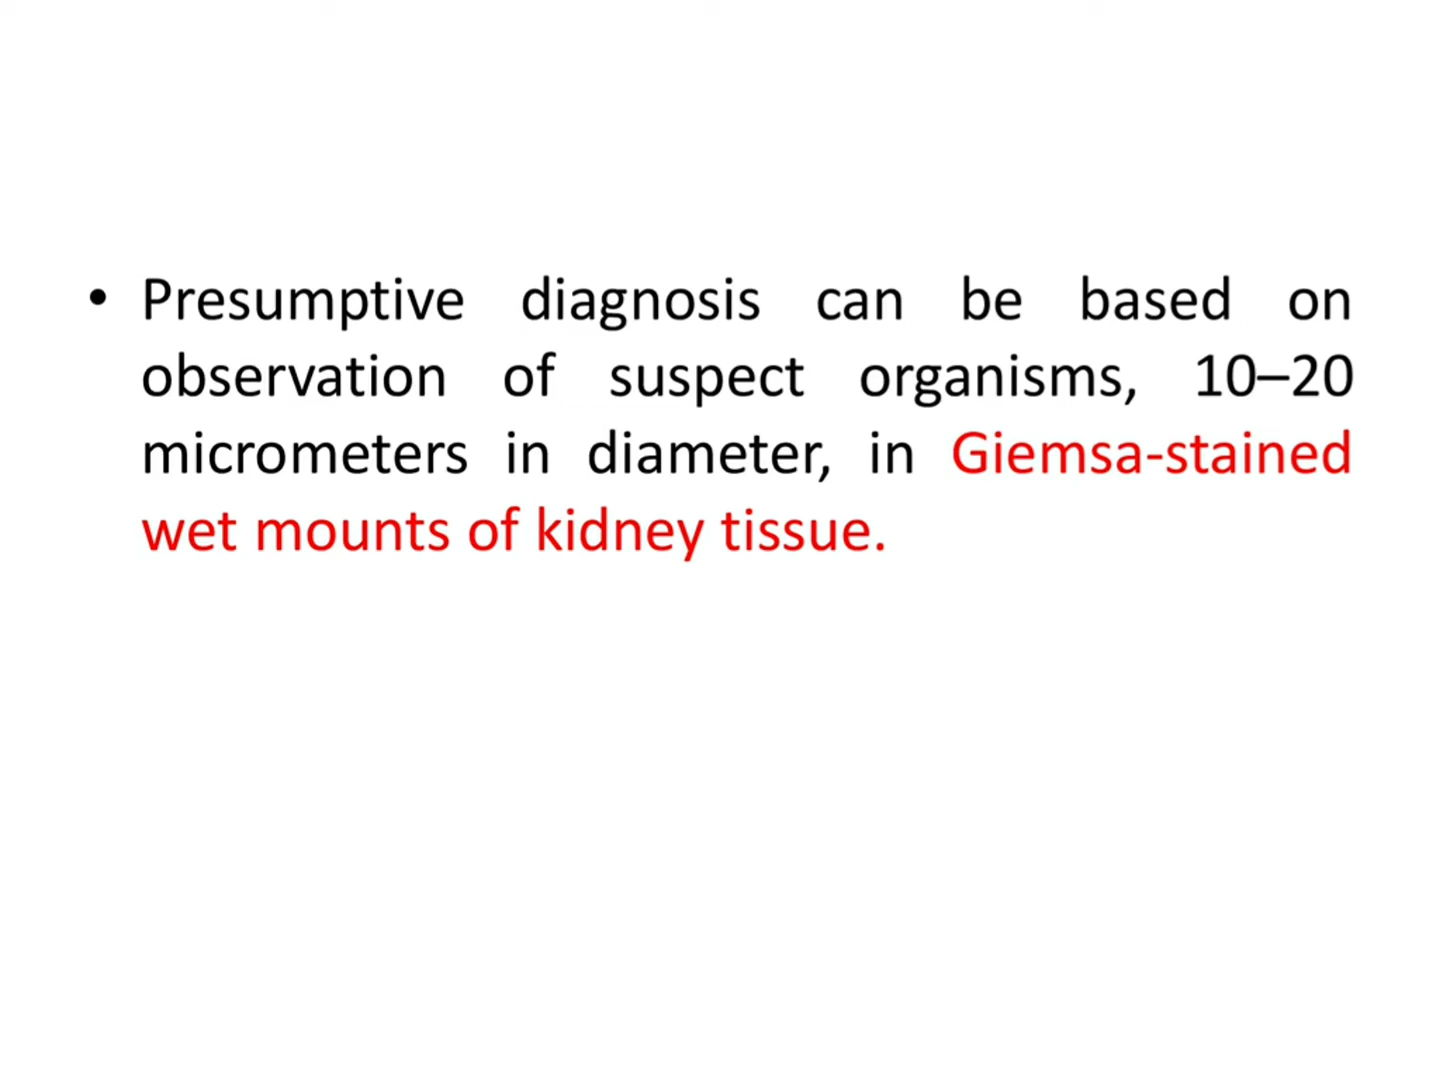 • Presumptive diagnosis can be based on
observation of suspect organisms, 10–20
micrometers in diameter, in Giemsa-stained
wet mounts of kidney tissue.